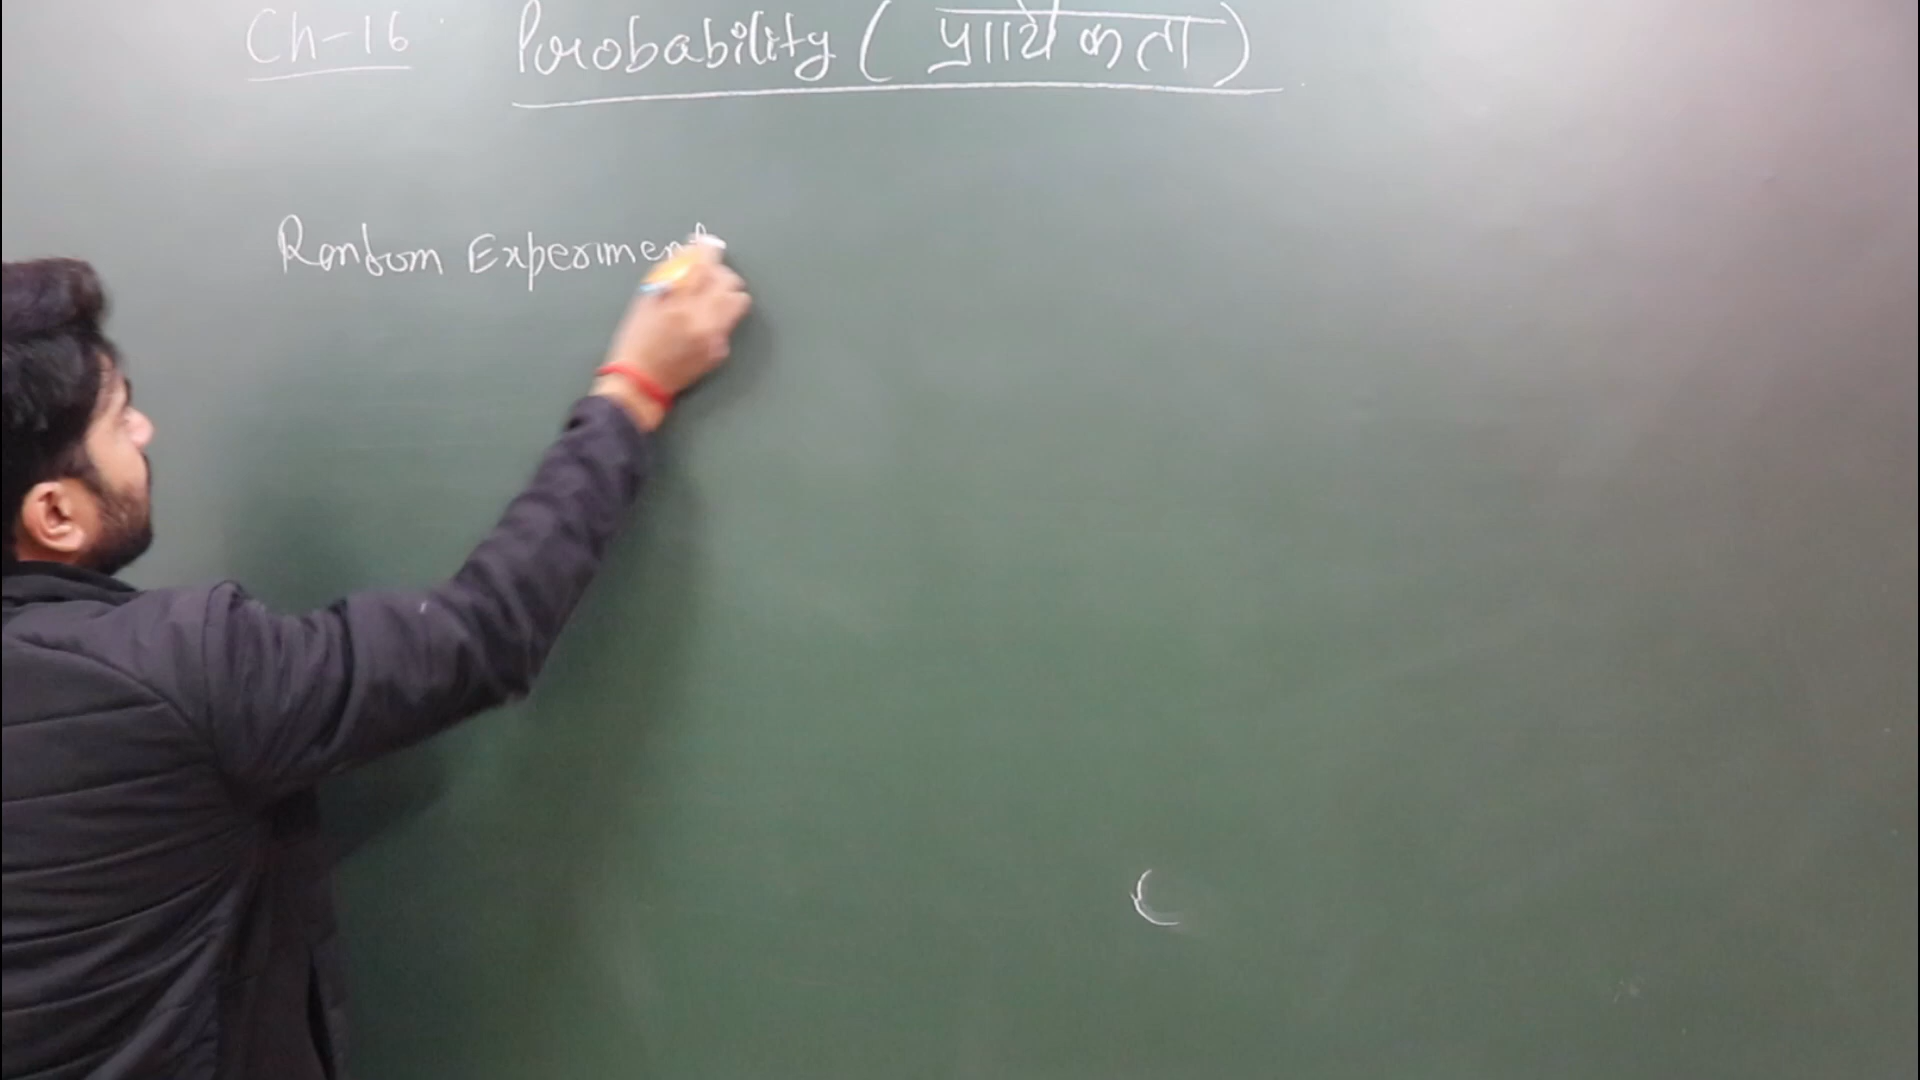 Ch-16 Probability ( प्रायिकता )
Random Experiment